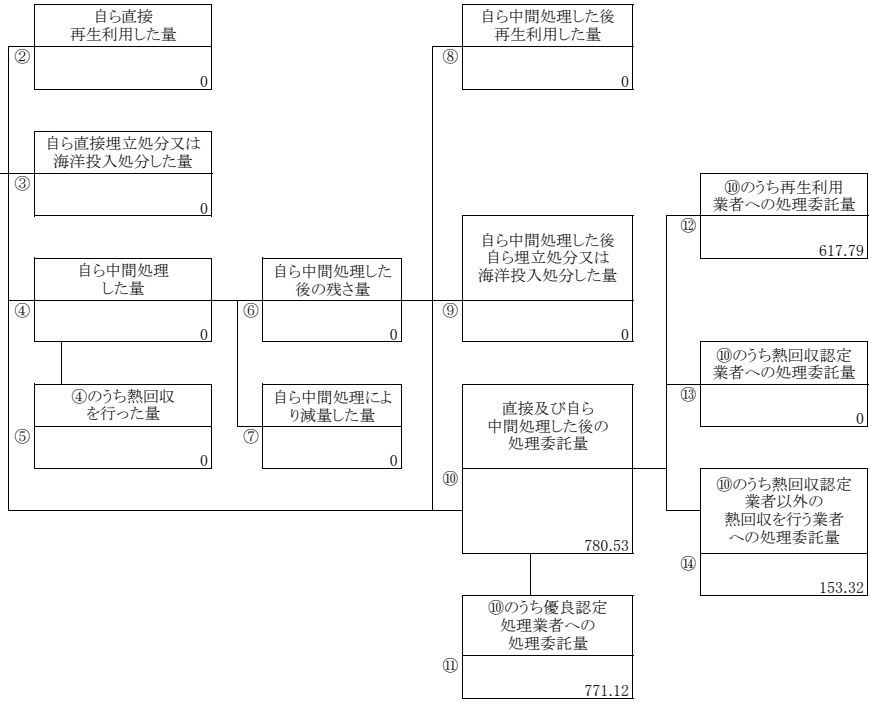 自ら直接
再生利用した量
②
0
自ら直接埋立処分又は
海洋投入処分した量
③
0
自ら中間処理
した量
④
0
④のうち熱回収
を行った量
⑤
0
自ら中間処理した
後の残さ量
⑥
0
自ら中間処理によ
り減量した量
⑦
0
自ら中間処理した後
再生利用した量
⑧
0
自ら中間処理した後
自ら埋立処分又は
海洋投入処分した量
⑨
0
直接及び自ら
中間処理した後の
処理委託量
⑩
780.53
⑩のうち優良認定
処理業者への
処理委託量
⑪
771.12
⑩のうち再生利用
業者への処理委託量
⑫
617.79
⑩のうち熱回収認定
業者への処理委託量
⑬
0
⑩のうち熱回収認定
業者以外の
熱回収を行う業者
への処理委託量
⑭
153.32